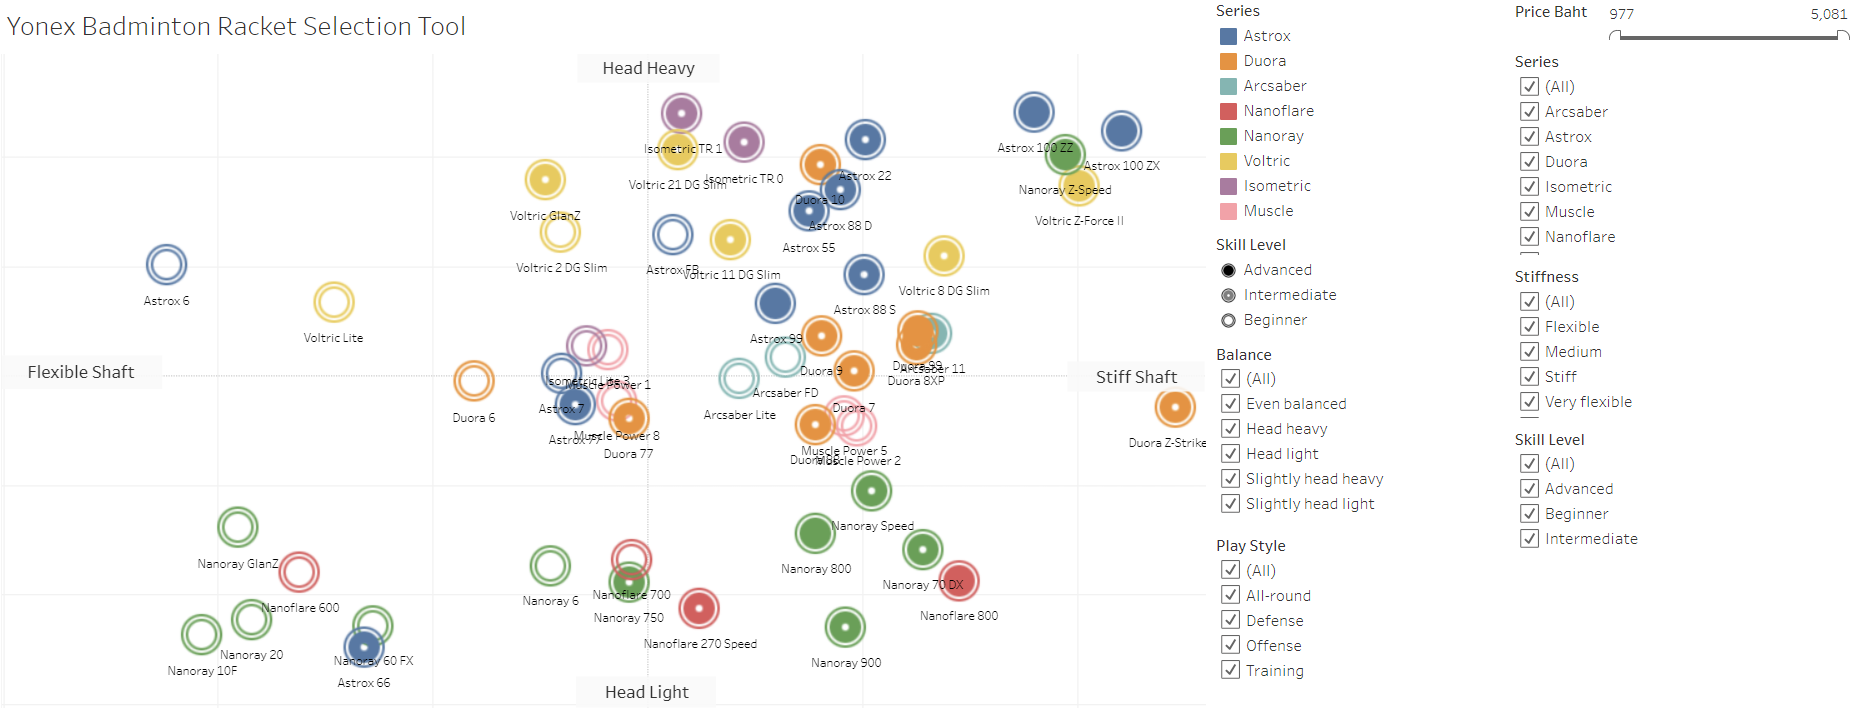 Yonex Badminton Racket Selection Tool
Head Heavy
Isometric TR 1
Astrox 100 ZZ
Astrox 100 ZX
Isometric TR 0
Astrox 22
Voltric 21 DG Slim
Nanoray Z-Speed
Duora 10
Voltric GlanZ
Voltric Z-Force II
Astrox 88 D
Astrox 55
Voltric 2 DG Slim
Astrox FB
Voltric 11 DG Slim
Voltric 8 DG Slim
Astrox 6
Astrox 88 S
Voltric Lite
Astrox 99
Flexible Shaft
Stiff Shaft
Duora 9
Arcsaber 11
Duora 8XP
Isometric Lite 3
Muscle Power 1
Arcsaber FD
Astrox 7
Duora 7
Arcsaber Lite
Duora 6
Astrox 77
Muscle Power 8
Duora 77
Duora Z-Strike
Muscle Power 5
Muscle Power 2
Nanoray Speed
Nanoray GlanZ
Nanoray 800
Nanoray 70 DX
Nanoflare 700
Nanoray 6
Nanoflare 600
Nanoray 750
Nanoflare 800
Nanoflare 270 Speed
Nanoray 20
Nanoray 60 FX
Nanoray 900
Nanoray 10F
Astrox 66
Head Light
Series
Astrox
Duora
Arcsaber
Nanoflare
Nanoray
Voltric
Isometric
Muscle
Skill Level
Advanced
Intermediate
Beginner
Balance
(All)
Even balanced
Head heavy
Head light
Slightly head heavy
Slightly head light
Play Style
(All)
All-round
Defense
Offense
Training
Price Baht
977
5,081
Series
(All)
Arcsaber
Astrox
Duora
Isometric
Muscle
Nanoflare
Stiffness
(All)
Flexible
Medium
Stiff
Very flexible
Skill Level
(All)
Advanced
Beginner
Intermediate